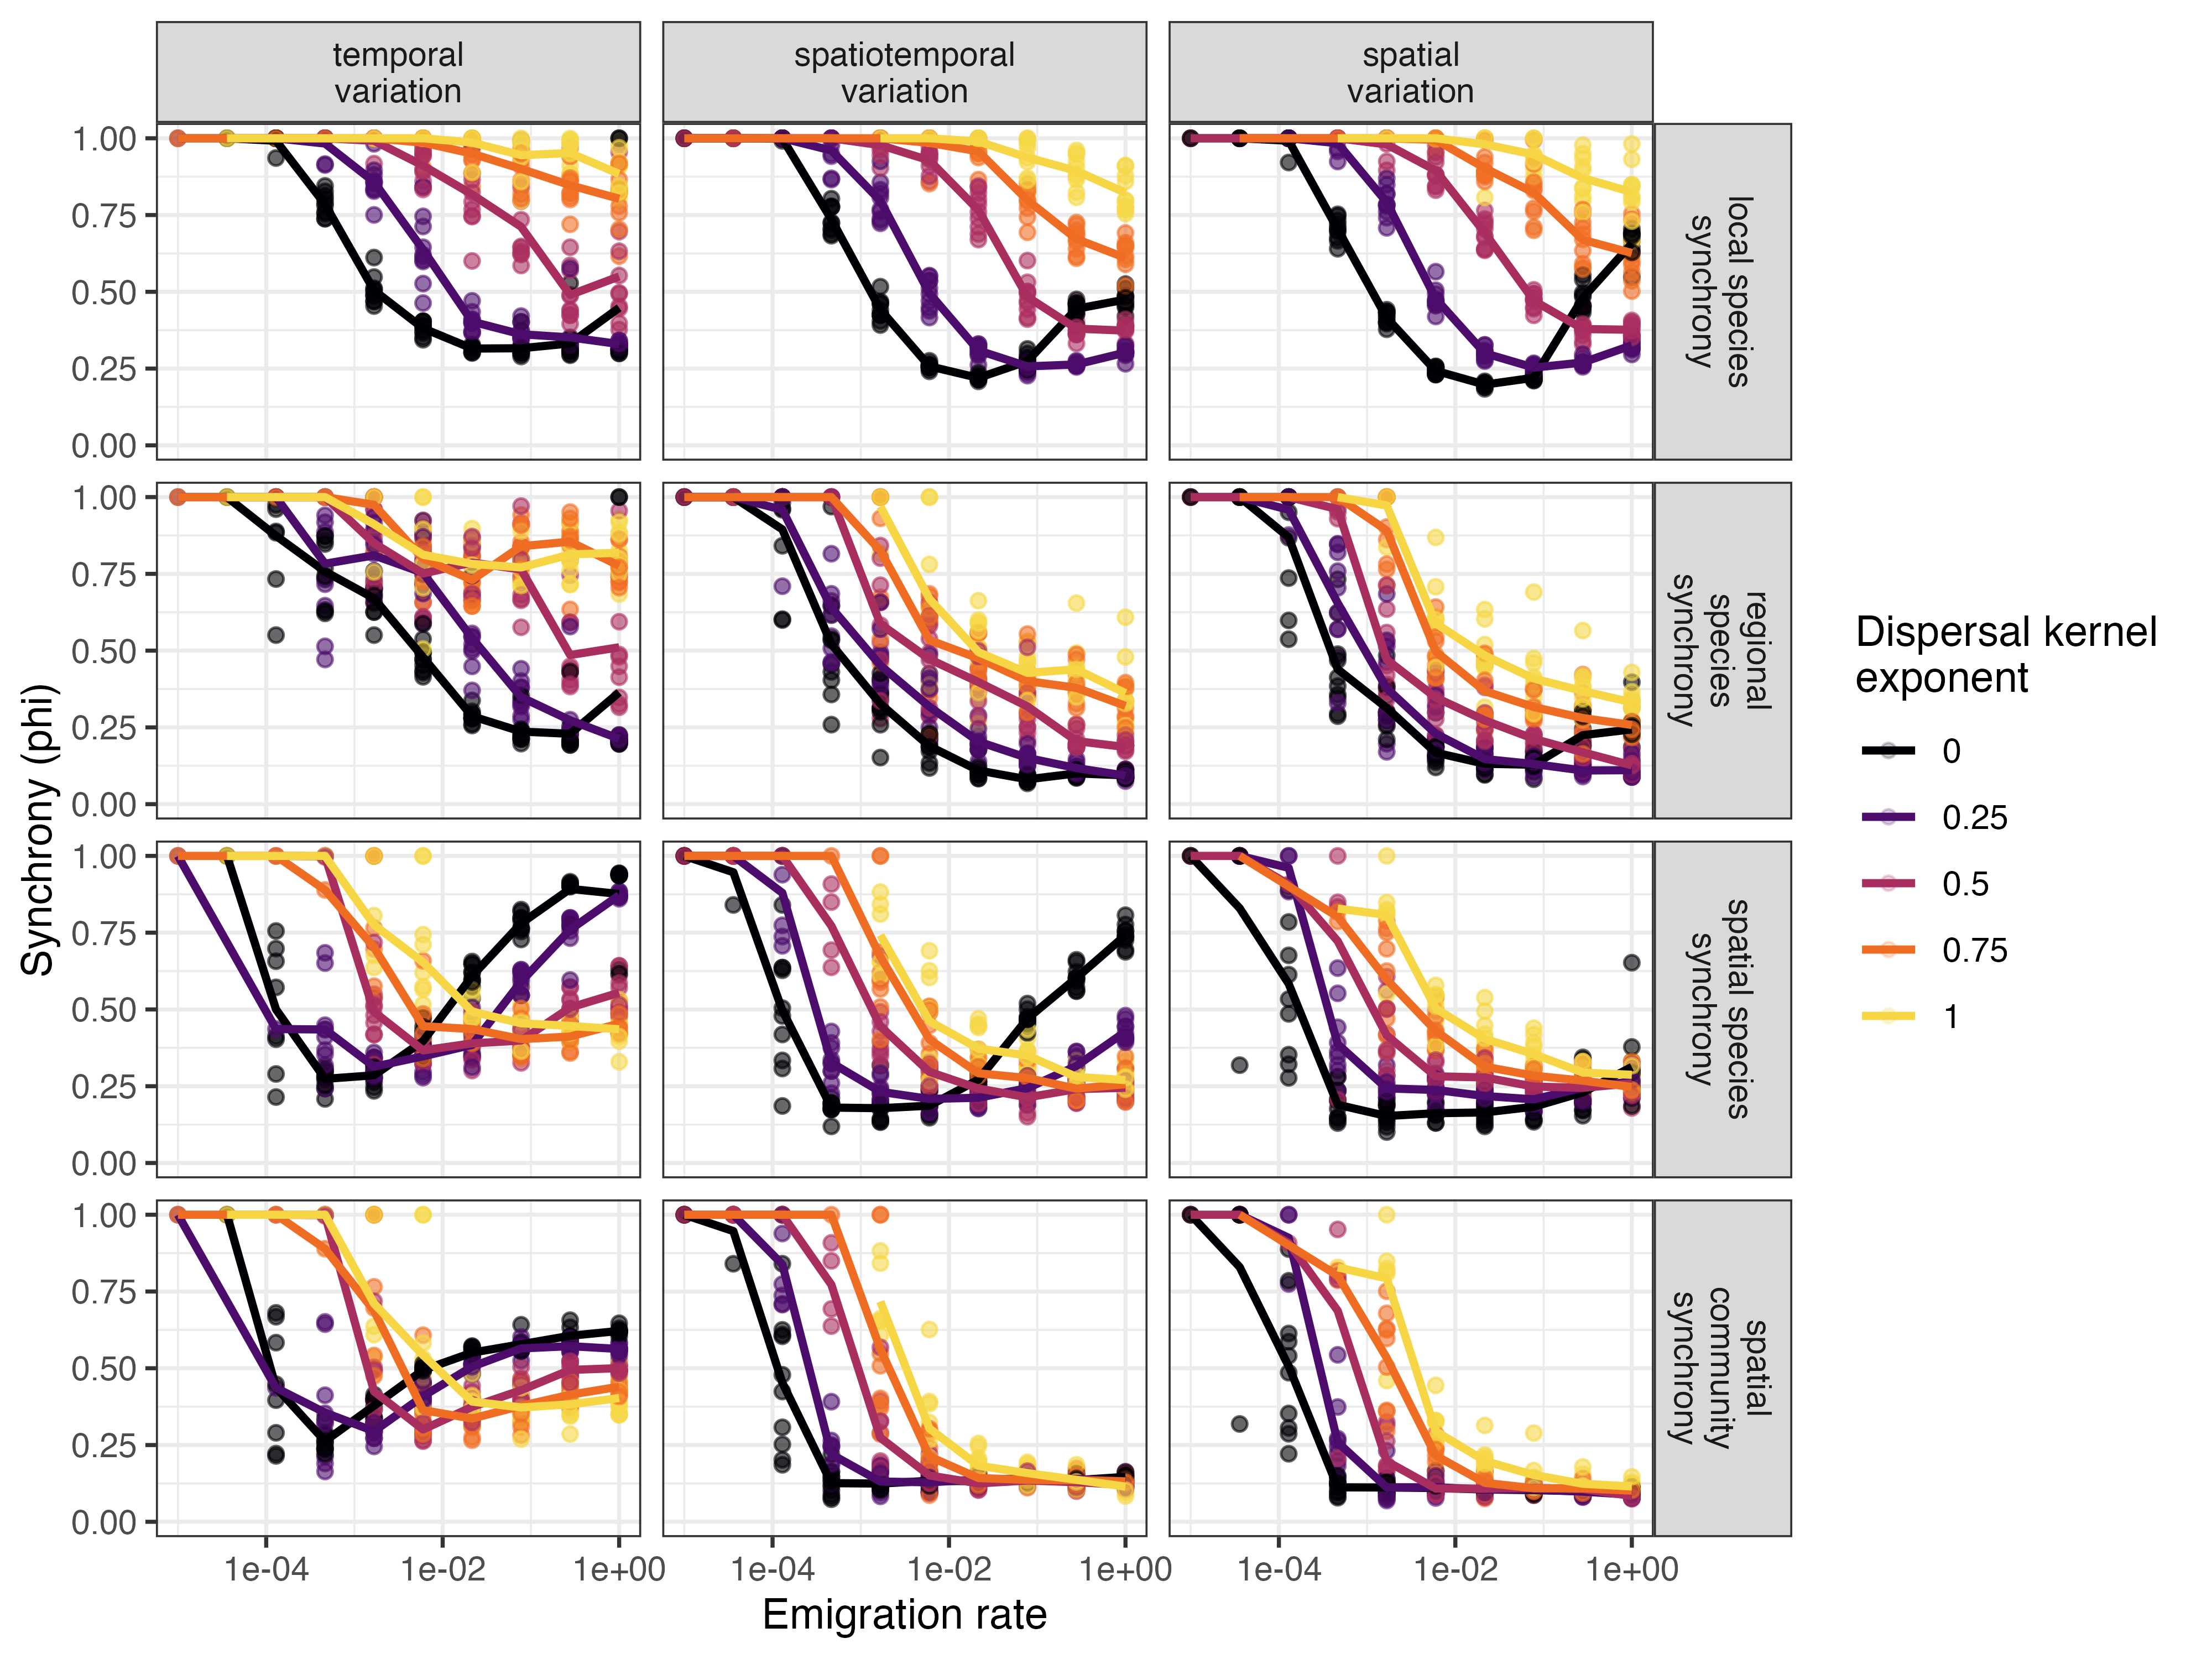 temporal
variation
spatiotemporal
variation
spatial
variation
1.00
0.75
0.50
0.25
0.00
local species
synchrony
1.00
0.75
0.50
0.25
0.00
regional
species
synchrony
1.00
0.75
0.50
0.25
0.00
spatial species
synchrony
1.00
0.75
0.50
0.25
0.00
spatial
community
synchrony
Synchrony (phi)
1e-04
1e-02
1e+00
1e-04
1e-02
1e+00
1e-04
1e-02
1e+00
Emigration rate
Dispersal kernel
exponent
0
0.25
0.5
0.75
1